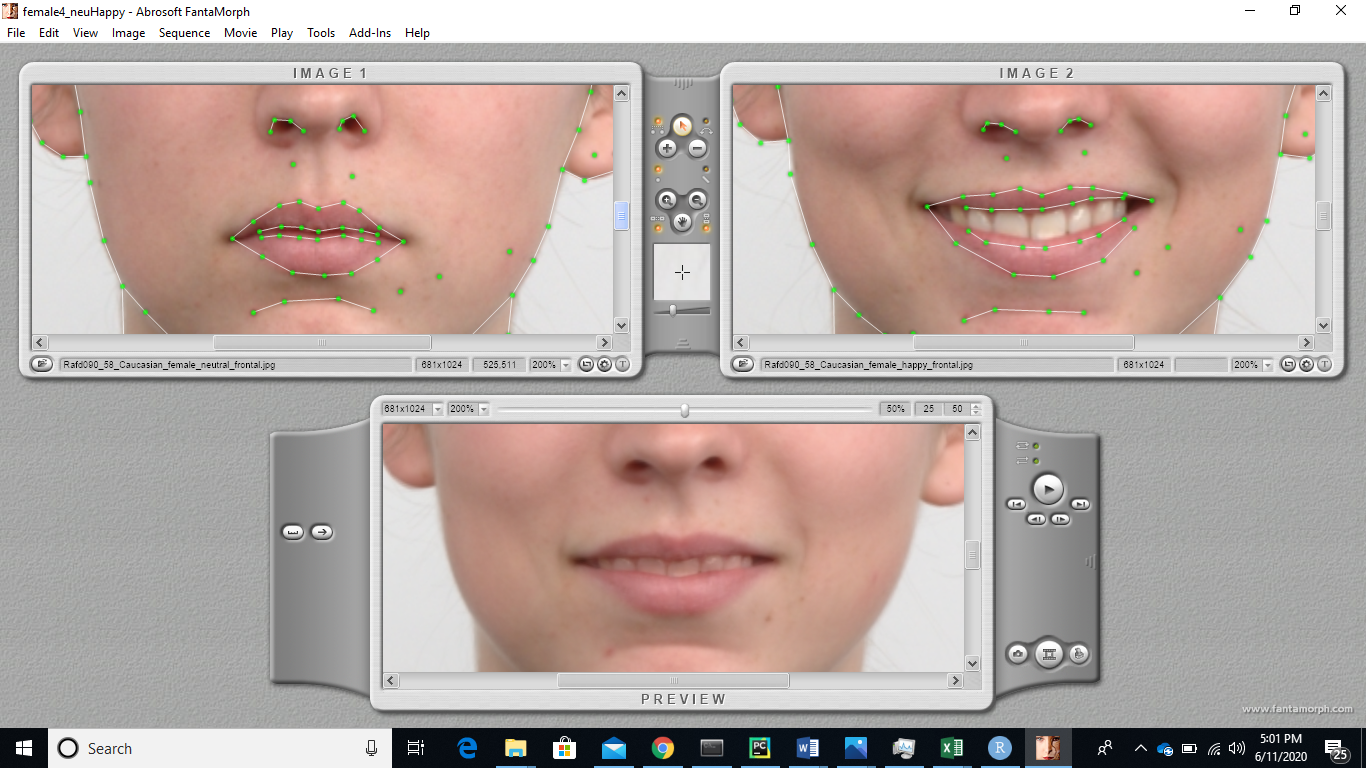 female4_neuHappy - Abrosoft FantaMorph
File Edit View Image Sequence Movie Play Tools Add-Ins Help
IMAGE 1
IMAGE 2
Rafd090_58_Caucasian_female_neutral_frontal.jpg 681x1024 525,511 200% T
Rafd090_58_Caucasian_female_happy_frontal.jpg 681x1024 200% T
681x1024 200% 50% 25 50
PREVIEW
www.fantamorph.com
Search
PC
W
X
R
5:01 PM
6/11/2020
25